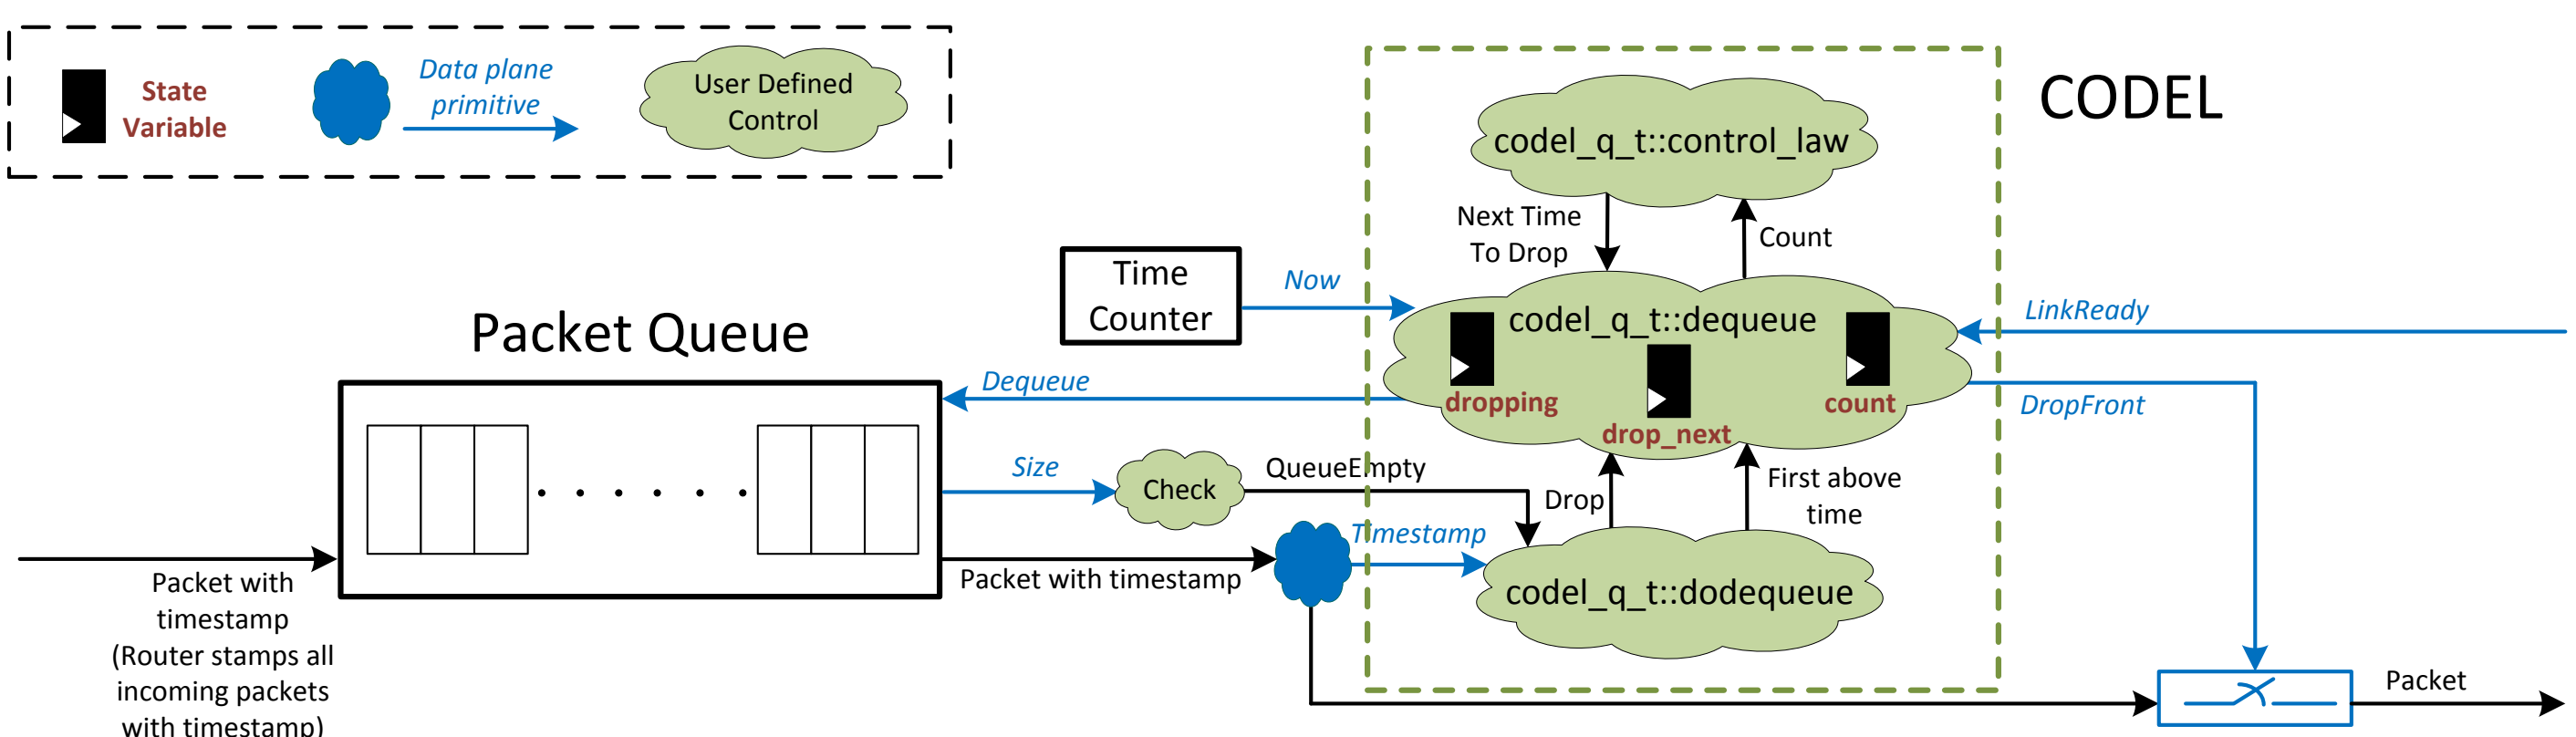 State
Variable
Data plane
primitive
User Defined
Control
CODEL
codel_q_t::control_law
Next Time
To Drop
Count
Time
Counter
Now
codel_q_t::dequeue
dropping
drop_next
count
LinkReady
DropFront
Packet Queue
Dequeue
Size
Check
QueueEmpty
Drop
First above
time
Timestamp
Packet with timestamp
codel_q_t::dodequeue
Packet with
timestamp
(Router stamps all
incoming packets
with timestamp)
Packet